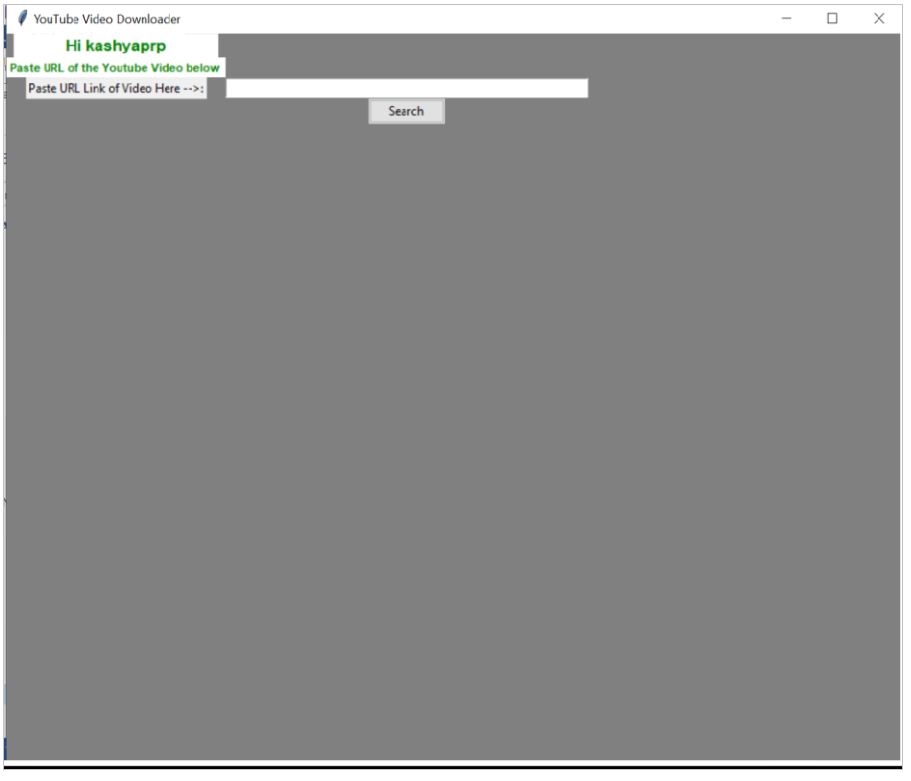 YouTube Video Downloader
Hi kashyaprp
Paste URL of the Youtube Video below
Paste URL Link of Video Here -->:
Search